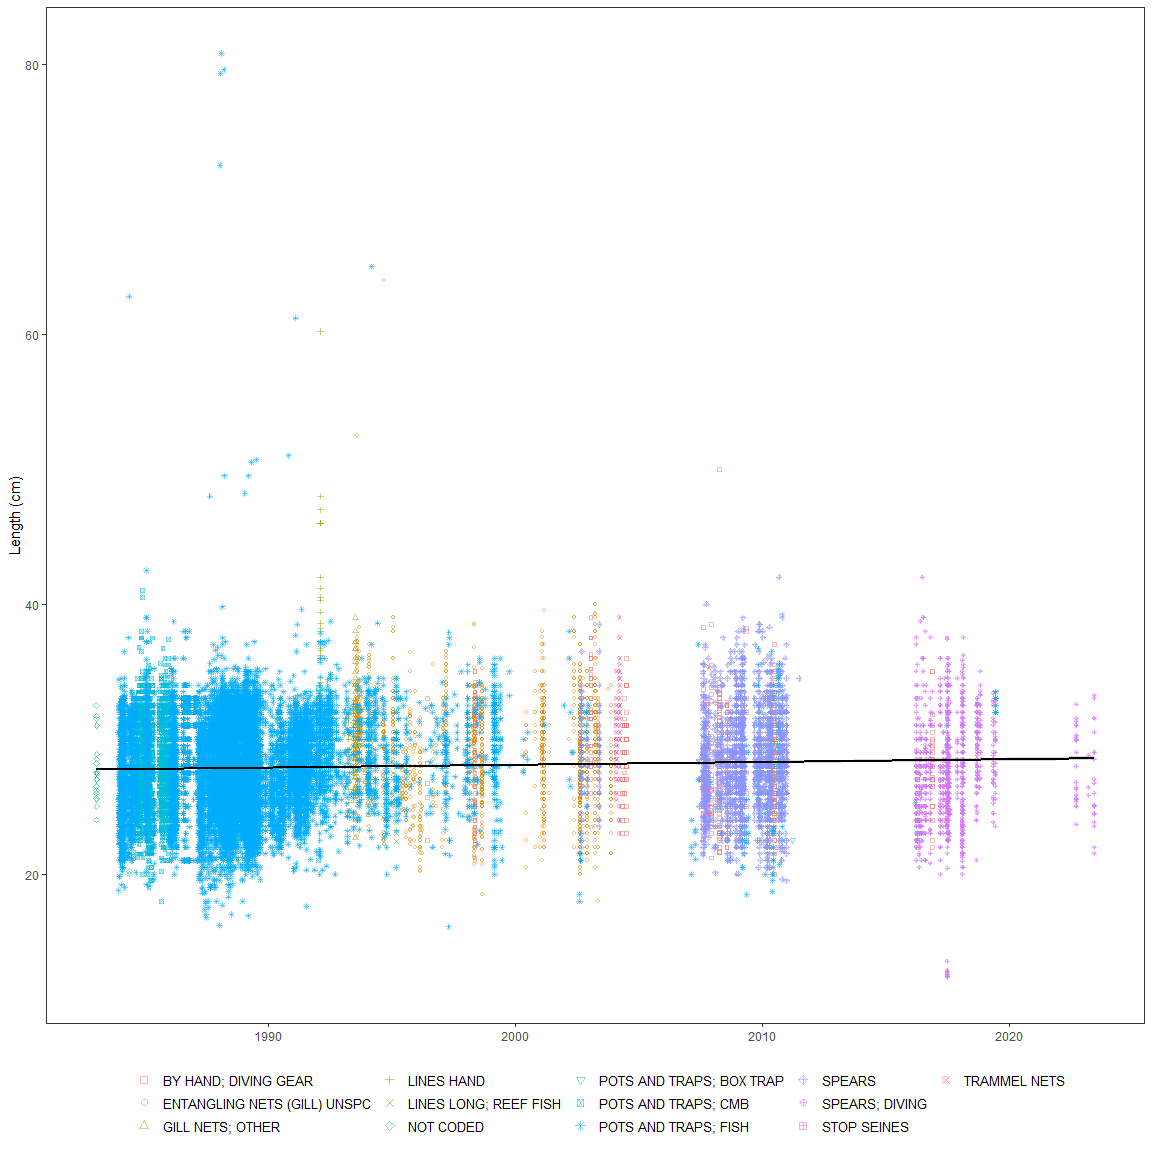 80
60
40
20
Length (cm)
1990 2000 2010 2020
BY HAND; DIVING GEAR LINES HAND POTS AND TRAPS; BOX TRAP SPEARS TRAMMEL NETS
ENTANGLING NETS (GILL) UNSPC LINES LONG; REEF FISH POTS AND TRAPS; CMB SPEARS; DIVING
GILL NETS; OTHER NOT CODED POTS AND TRAPS; FISH STOP SEINES